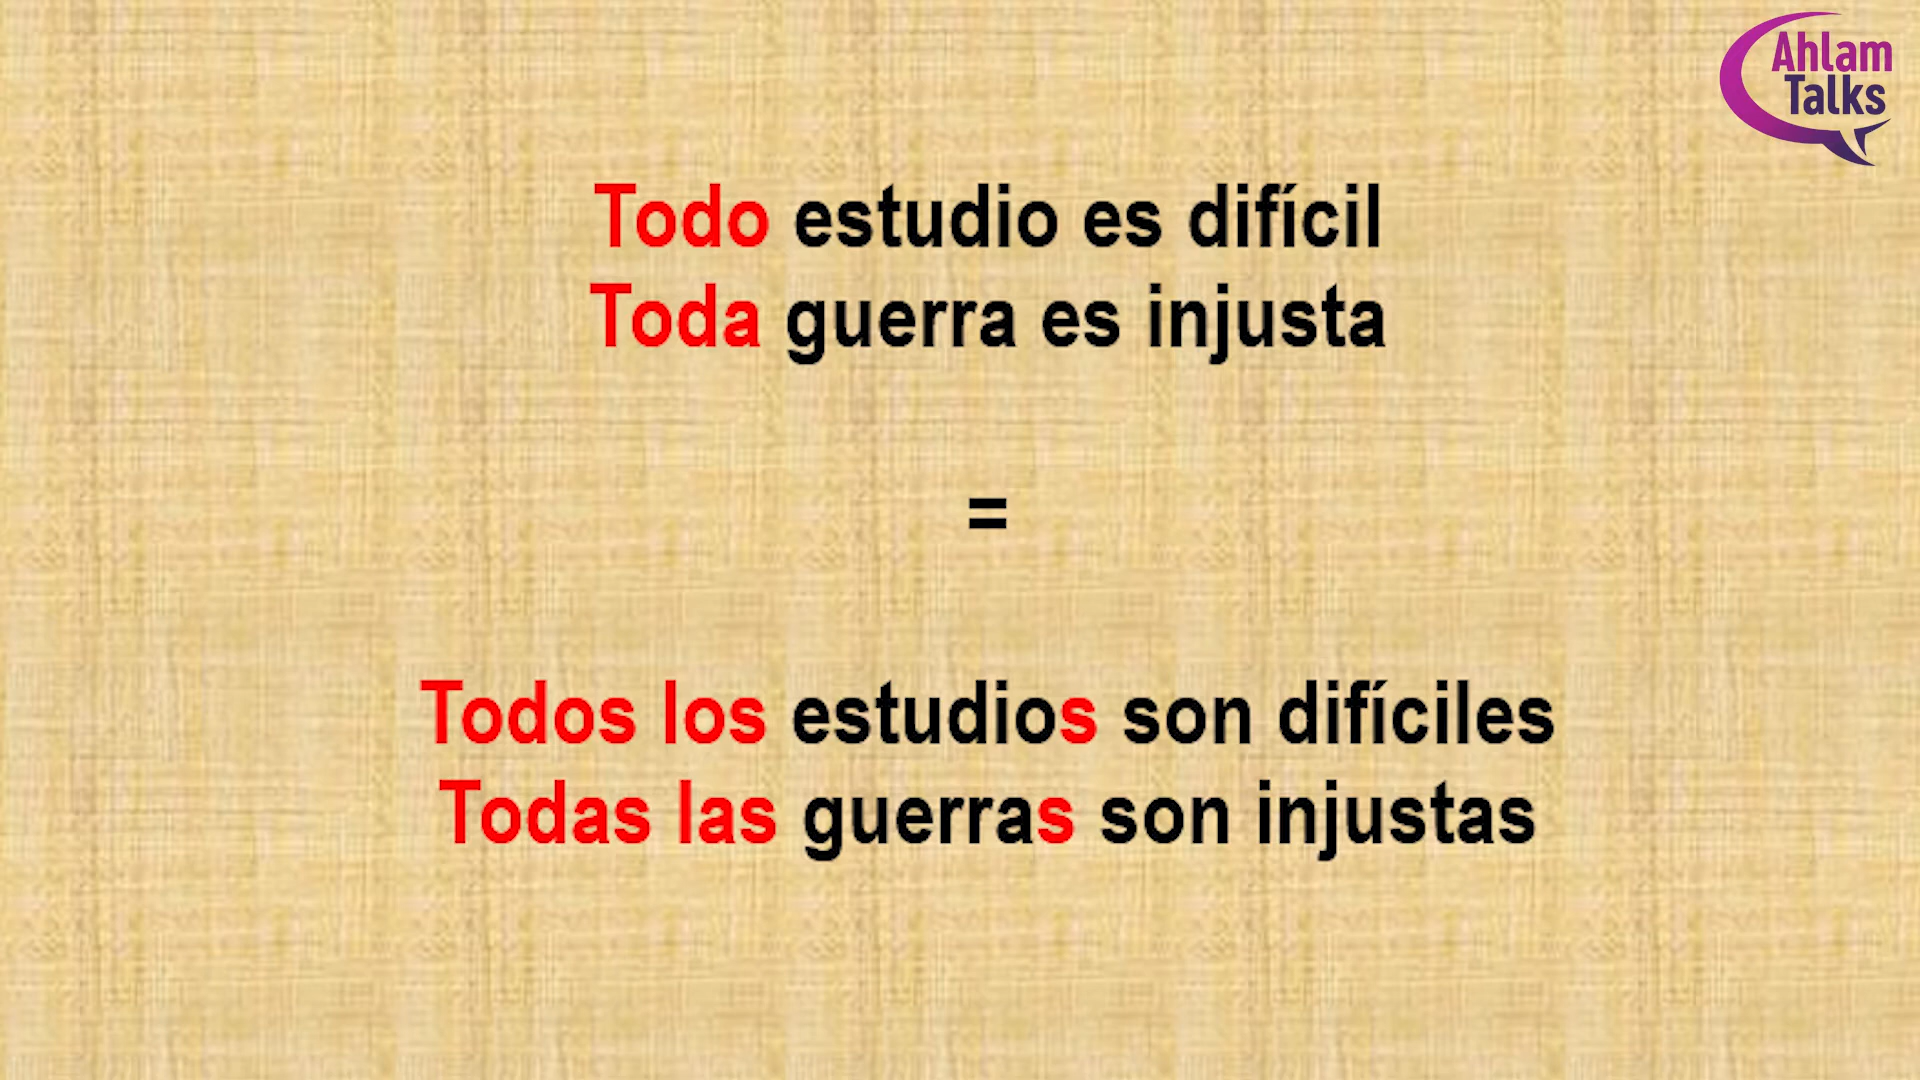 Ahlam
Talks
Todo estudio es difícil
Toda guerra es injusta
=
Todos los estudios son difíciles
Todas las guerras son injustas